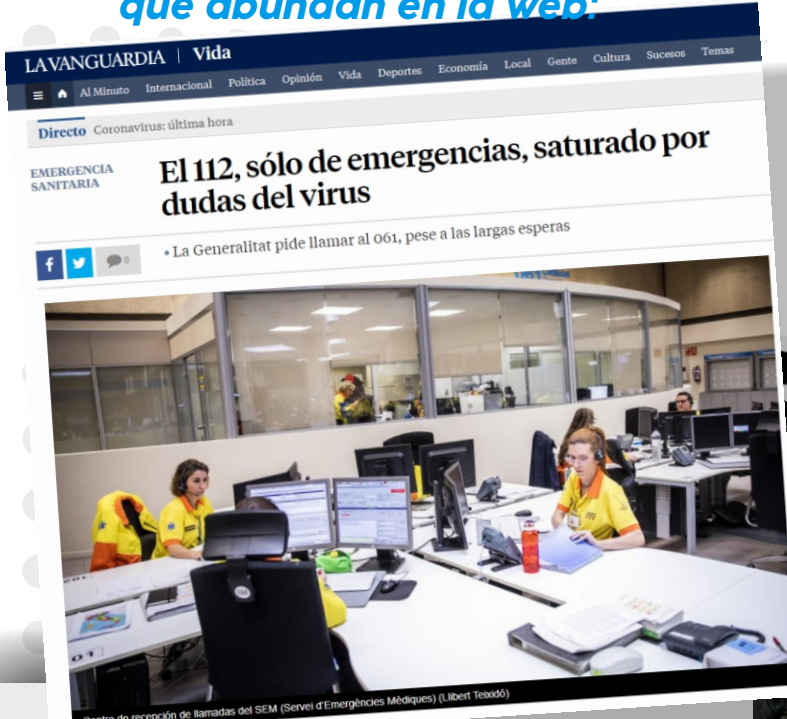 que abundan en la web:
LA VANGUARDIA | Vida
Al Minuto Internacional Política Opinión Vida Deportes Economía Local Gente Cultura Sucesos Temas
Directo Coronavirus: última hora
EMERGENCIA
SANITARIA
El 112, sólo de emergencias, saturado por
dudas del virus
• La Generalitat pide llamar al 061, pese a las largas esperas
0
Centro de recepción de llamadas del SEM (Servei d'Emergències Mèdiques) (Llibert Teixidó)